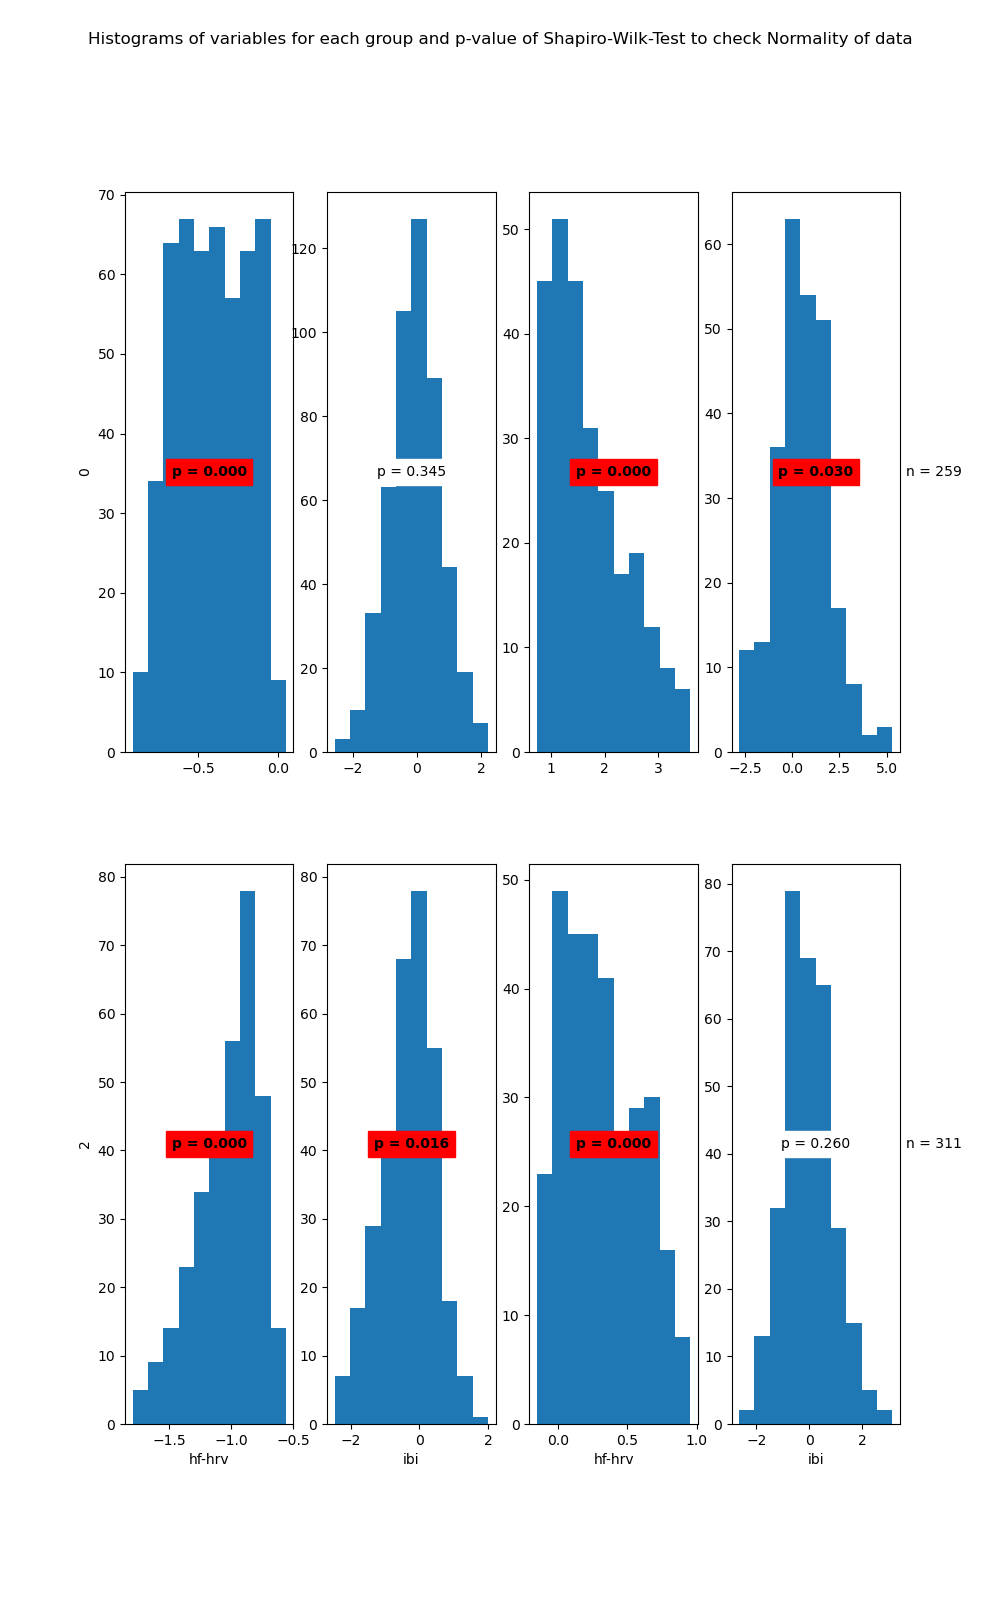 Histograms of variables for each group and p-value of Shapiro-Wilk-Test to check Normality of data
70
60
50
40
30
20
10
0
0
−0.5 0.0
p = 0.000
120
100
80
60
40
20
0
−2 0 2
p = 0.345
50
40
30
20
10
0
1 2 3
p = 0.000
60
50
40
30
20
10
0
−2.5 0.0 2.5 5.0
p = 0.030
n = 259
80
70
60
50
40
30
20
10
0
2
−1.5 −1.0 −0.5
hf-hrv
p = 0.000
80
70
60
50
40
30
20
10
0
−2 0 2
ibi
p = 0.016
50
40
30
20
10
0
0.0 0.5 1.0
hf-hrv
p = 0.000
80
70
60
50
40
30
20
10
0
−2 0 2
ibi
p = 0.260
n = 311